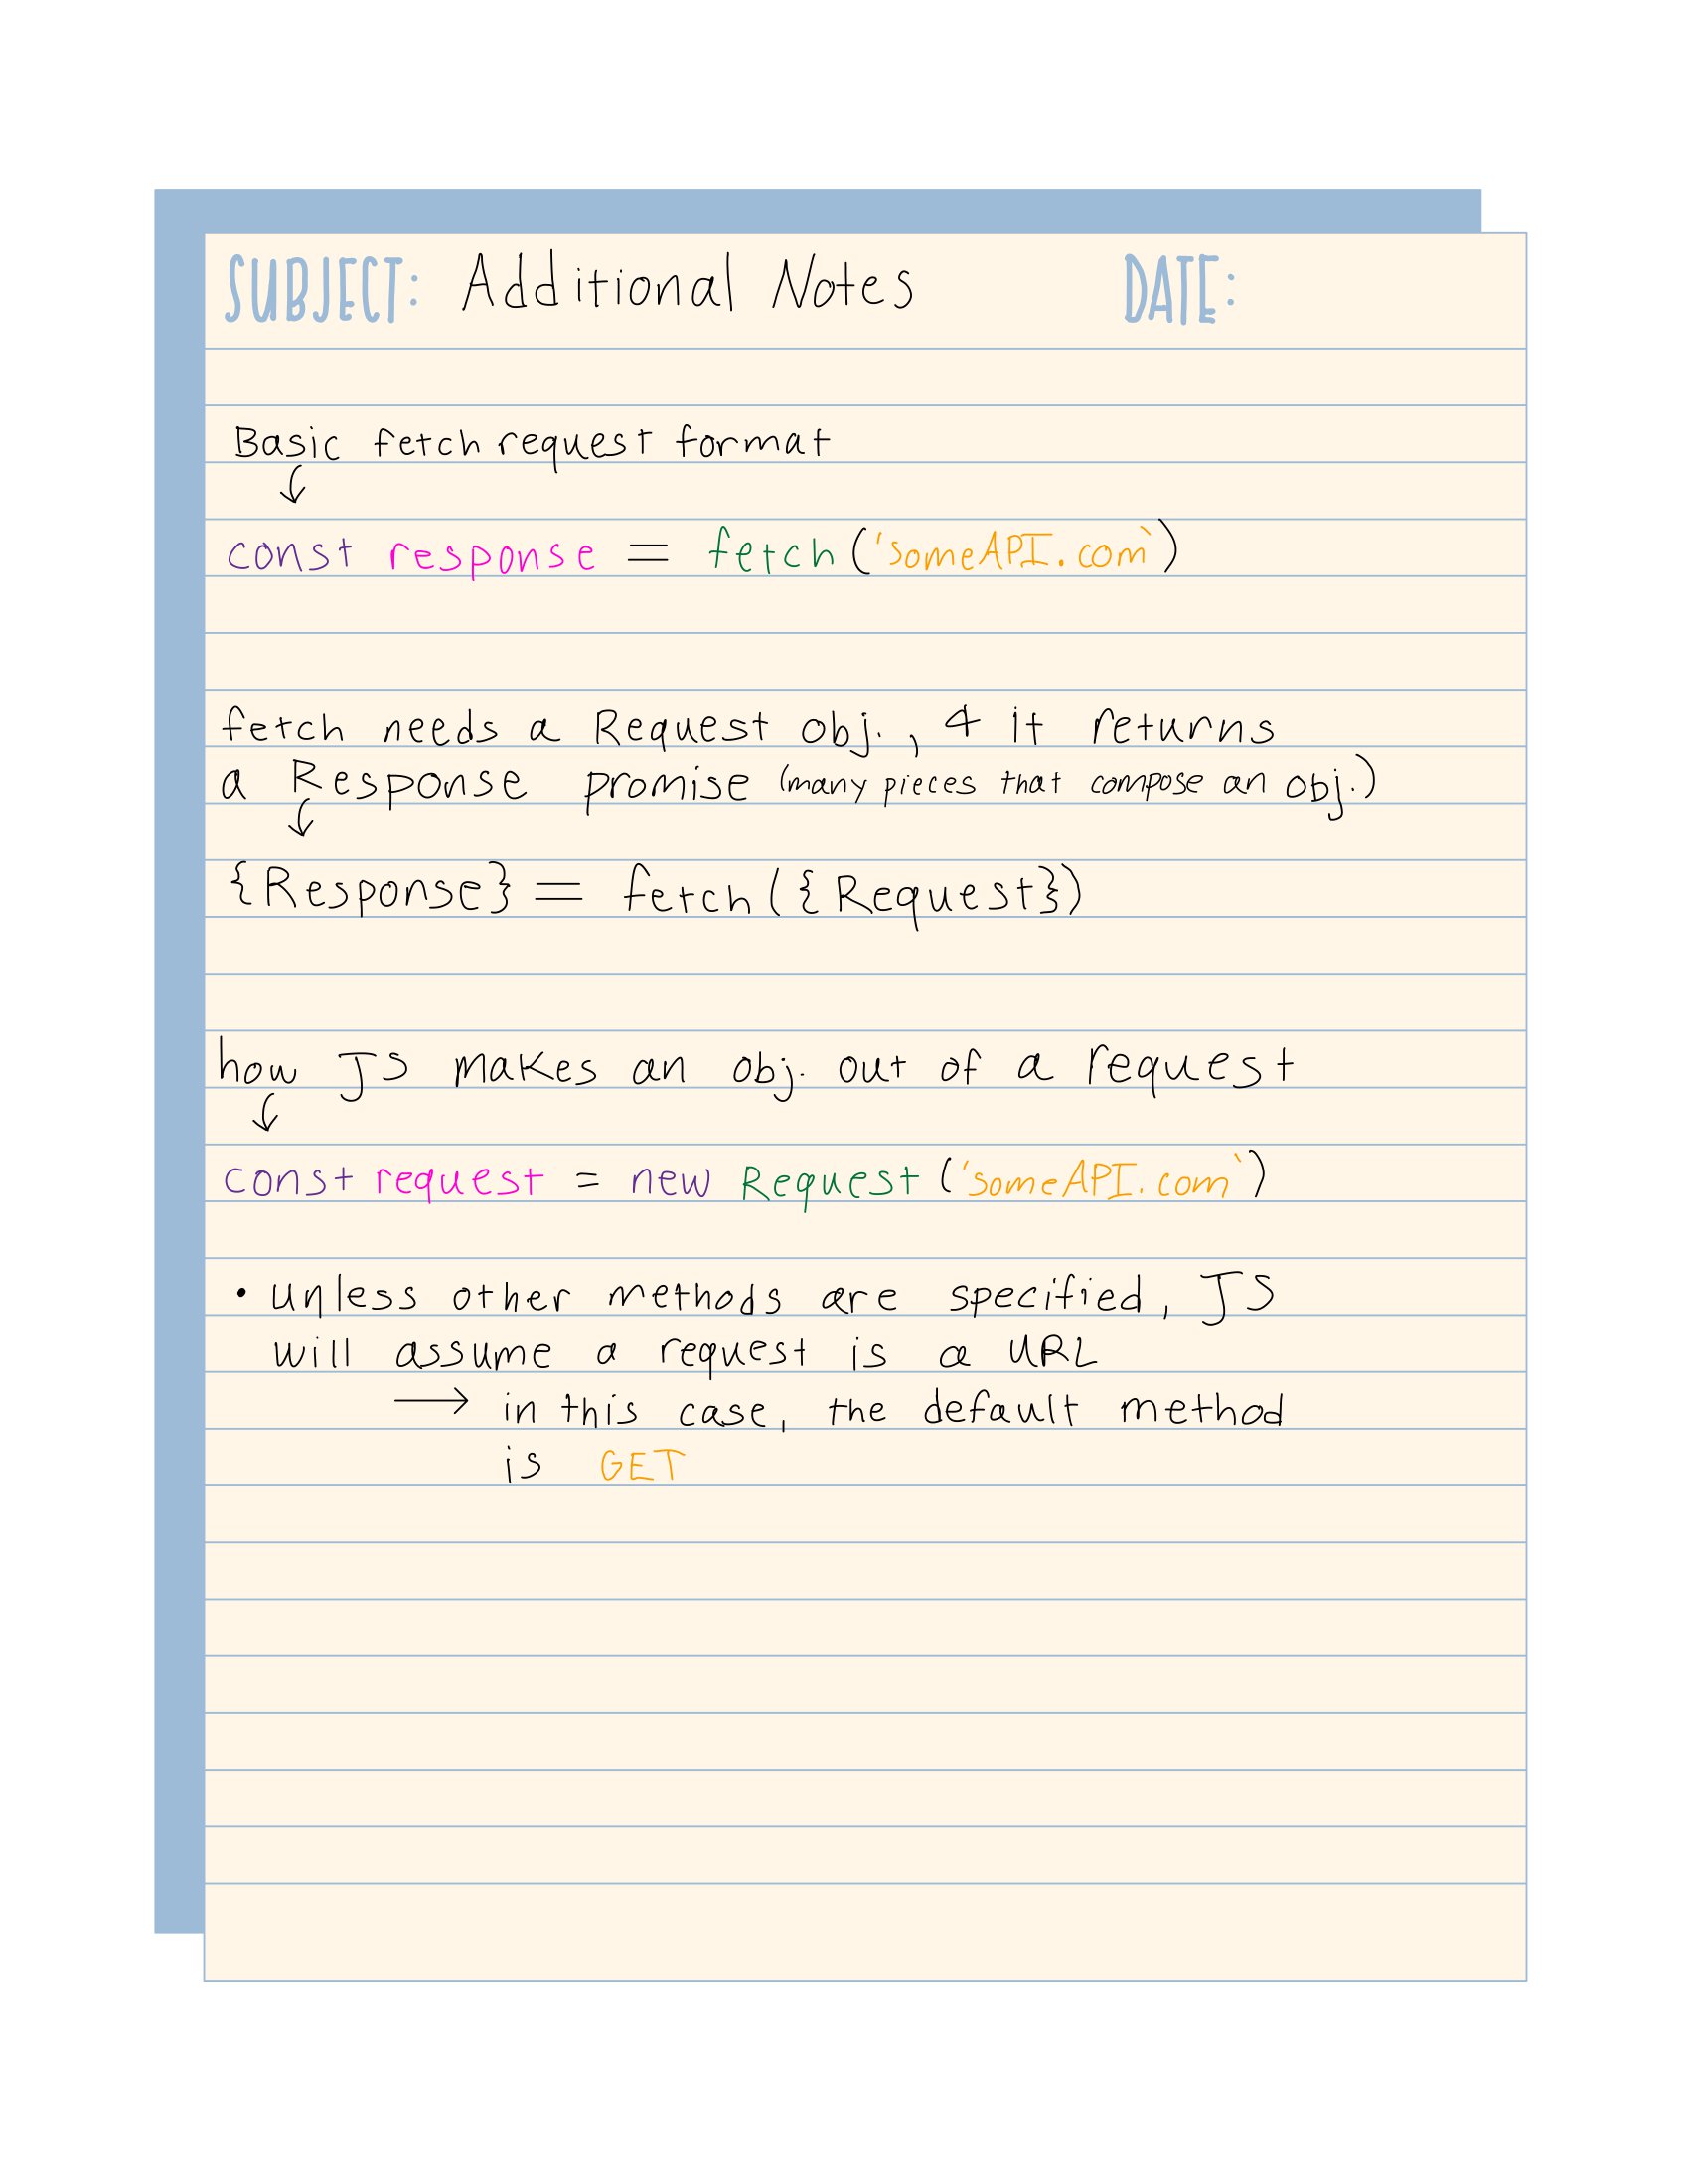 SUBJECT: Additional Notes DATE:
Basic fetch request format
↓
const response = fetch('someAPI.com`)
fetch needs a Request obj., & it returns
a Response promise (many pieces that compose an obj.)
↓
{Response} = fetch({Request})
how JS makes an obj. out of a request
↓
const request = new Request('someAPI.com`)
• unless other methods are specified, JS
will assume a request is a URL
→ in this case, the default method
is GET